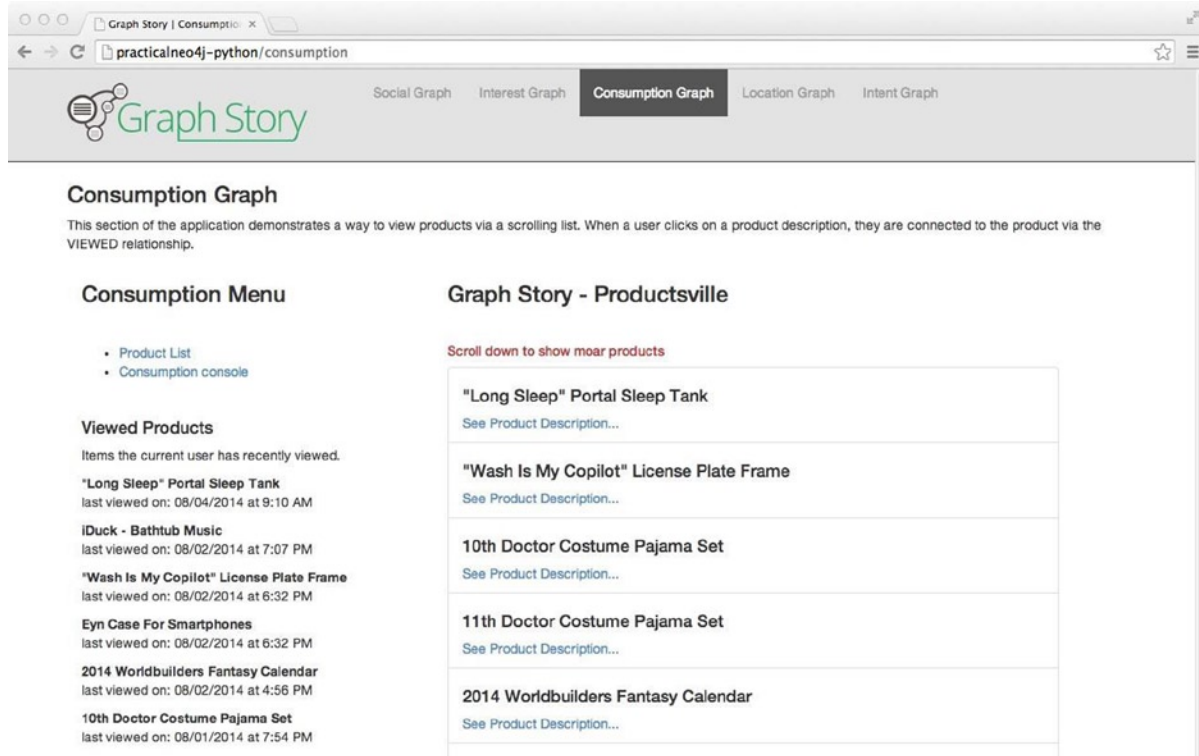 Graph Story | Consumptio
practicalneo4j-python/consumption
Graph Story
Social Graph
Interest Graph
Consumption Graph
Location Graph
Intent Graph
Consumption Graph
This section of the application demonstrates a way to view products via a scrolling list. When a user clicks on a product description, they are connected to the product via the
VIEWED relationship.
Consumption Menu
• Product List
• Consumption console
Viewed Products
Items the current user has recently viewed.
"Long Sleep" Portal Sleep Tank
last viewed on: 08/04/2014 at 9:10 AM
iDuck - Bathtub Music
last viewed on: 08/02/2014 at 7:07 PM
"Wash Is My Copilot" License Plate Frame
last viewed on: 08/02/2014 at 6:32 PM
Eyn Case For Smartphones
last viewed on: 08/02/2014 at 6:32 PM
2014 Worldbuilders Fantasy Calendar
last viewed on: 08/02/2014 at 4:56 PM
10th Doctor Costume Pajama Set
last viewed on: 08/01/2014 at 7:54 PM
Graph Story - Productsville
Scroll down to show moar products
"Long Sleep" Portal Sleep Tank
See Product Description...
"Wash Is My Copilot" License Plate Frame
See Product Description...
10th Doctor Costume Pajama Set
See Product Description...
11th Doctor Costume Pajama Set
See Product Description...
2014 Worldbuilders Fantasy Calendar
See Product Description...